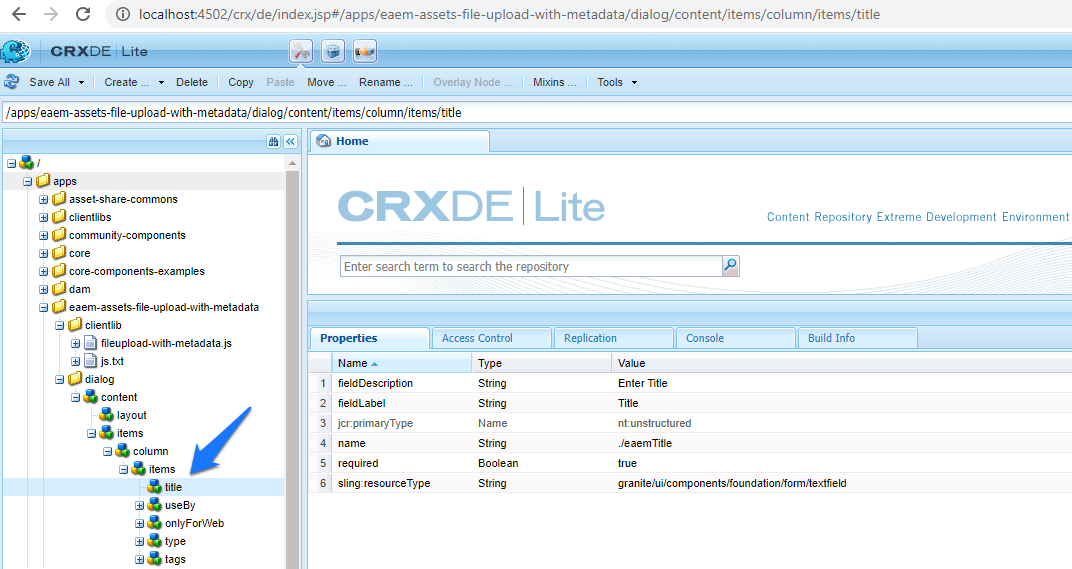 localhost:4502/crx/de/index.jsp#/apps/eaem-assets-file-upload-with-metadata/dialog/content/items/column/items/title
CRXDE | Lite
Save All Create ... Delete Copy Paste Move ... Rename ... Overlay Node ... Mixins ... Tools
/apps/eaem-assets-file-upload-with-metadata/dialog/content/items/column/items/title
/
apps
asset-share-commons
clientlibs
community-components
core
core-components-examples
dam
eaem-assets-file-upload-with-metadata
clientlib
fileupload-with-metadata.js
js.txt
dialog
content
layout
items
column
items
title
useBy
onlyForWeb
type
tags
Home
CRXDE | Lite
Content Repository Extreme Development Environment
Enter search term to search the repository
Properties Access Control Replication Console Build Info
Name Type Value
1 fieldDescription String Enter Title
2 fieldLabel String Title
3 jcr:primaryType Name nt:unstructured
4 name String ./eaemTitle
5 required Boolean true
6 sling:resourceType String granite/ui/components/foundation/form/textfield